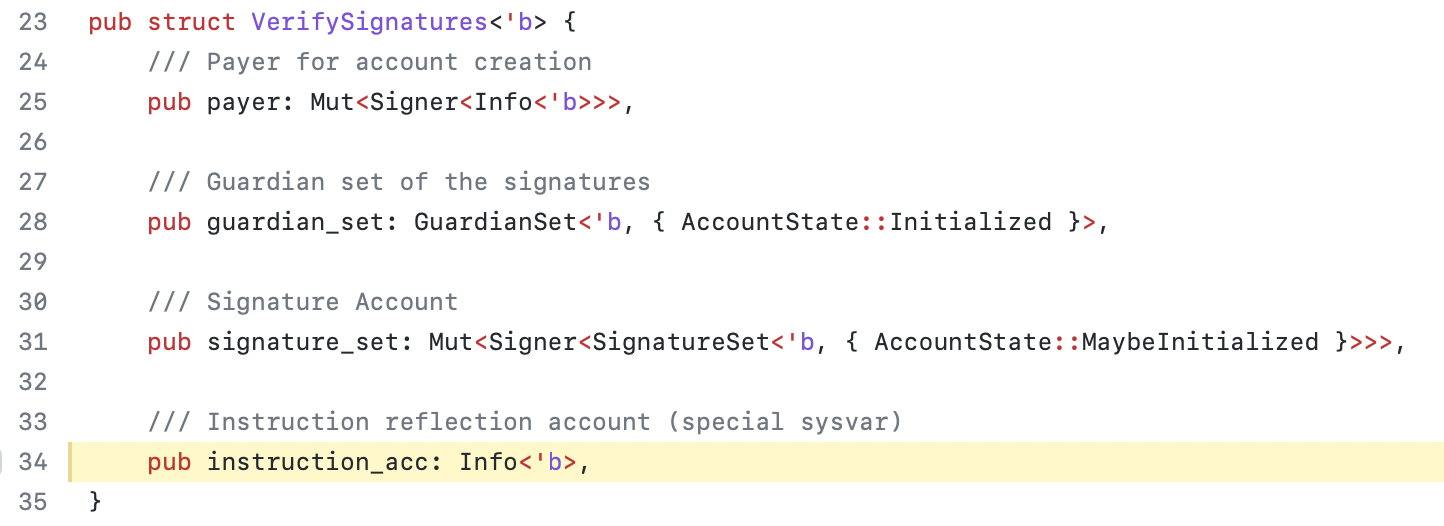 23 pub struct VerifySignatures<'b> {
24     /// Payer for account creation
25     pub payer: Mut<Signer<Info<'b>>>,
26
27     /// Guardian set of the signatures
28     pub guardian_set: GuardianSet<'b, { AccountState::Initialized }>,
29
30     /// Signature Account
31     pub signature_set: Mut<Signer<SignatureSet<'b, { AccountState::MaybeInitialized }>>>,
32
33     /// Instruction reflection account (special sysvar)
34     pub instruction_acc: Info<'b>,
35 }